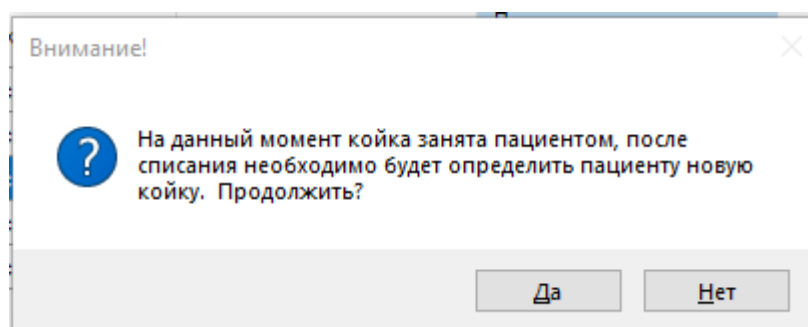 Внимание!
На данный момент койка занята пациентом, после
списания необходимо будет определить пациенту новую
койку.  Продолжить?
Да
Нет